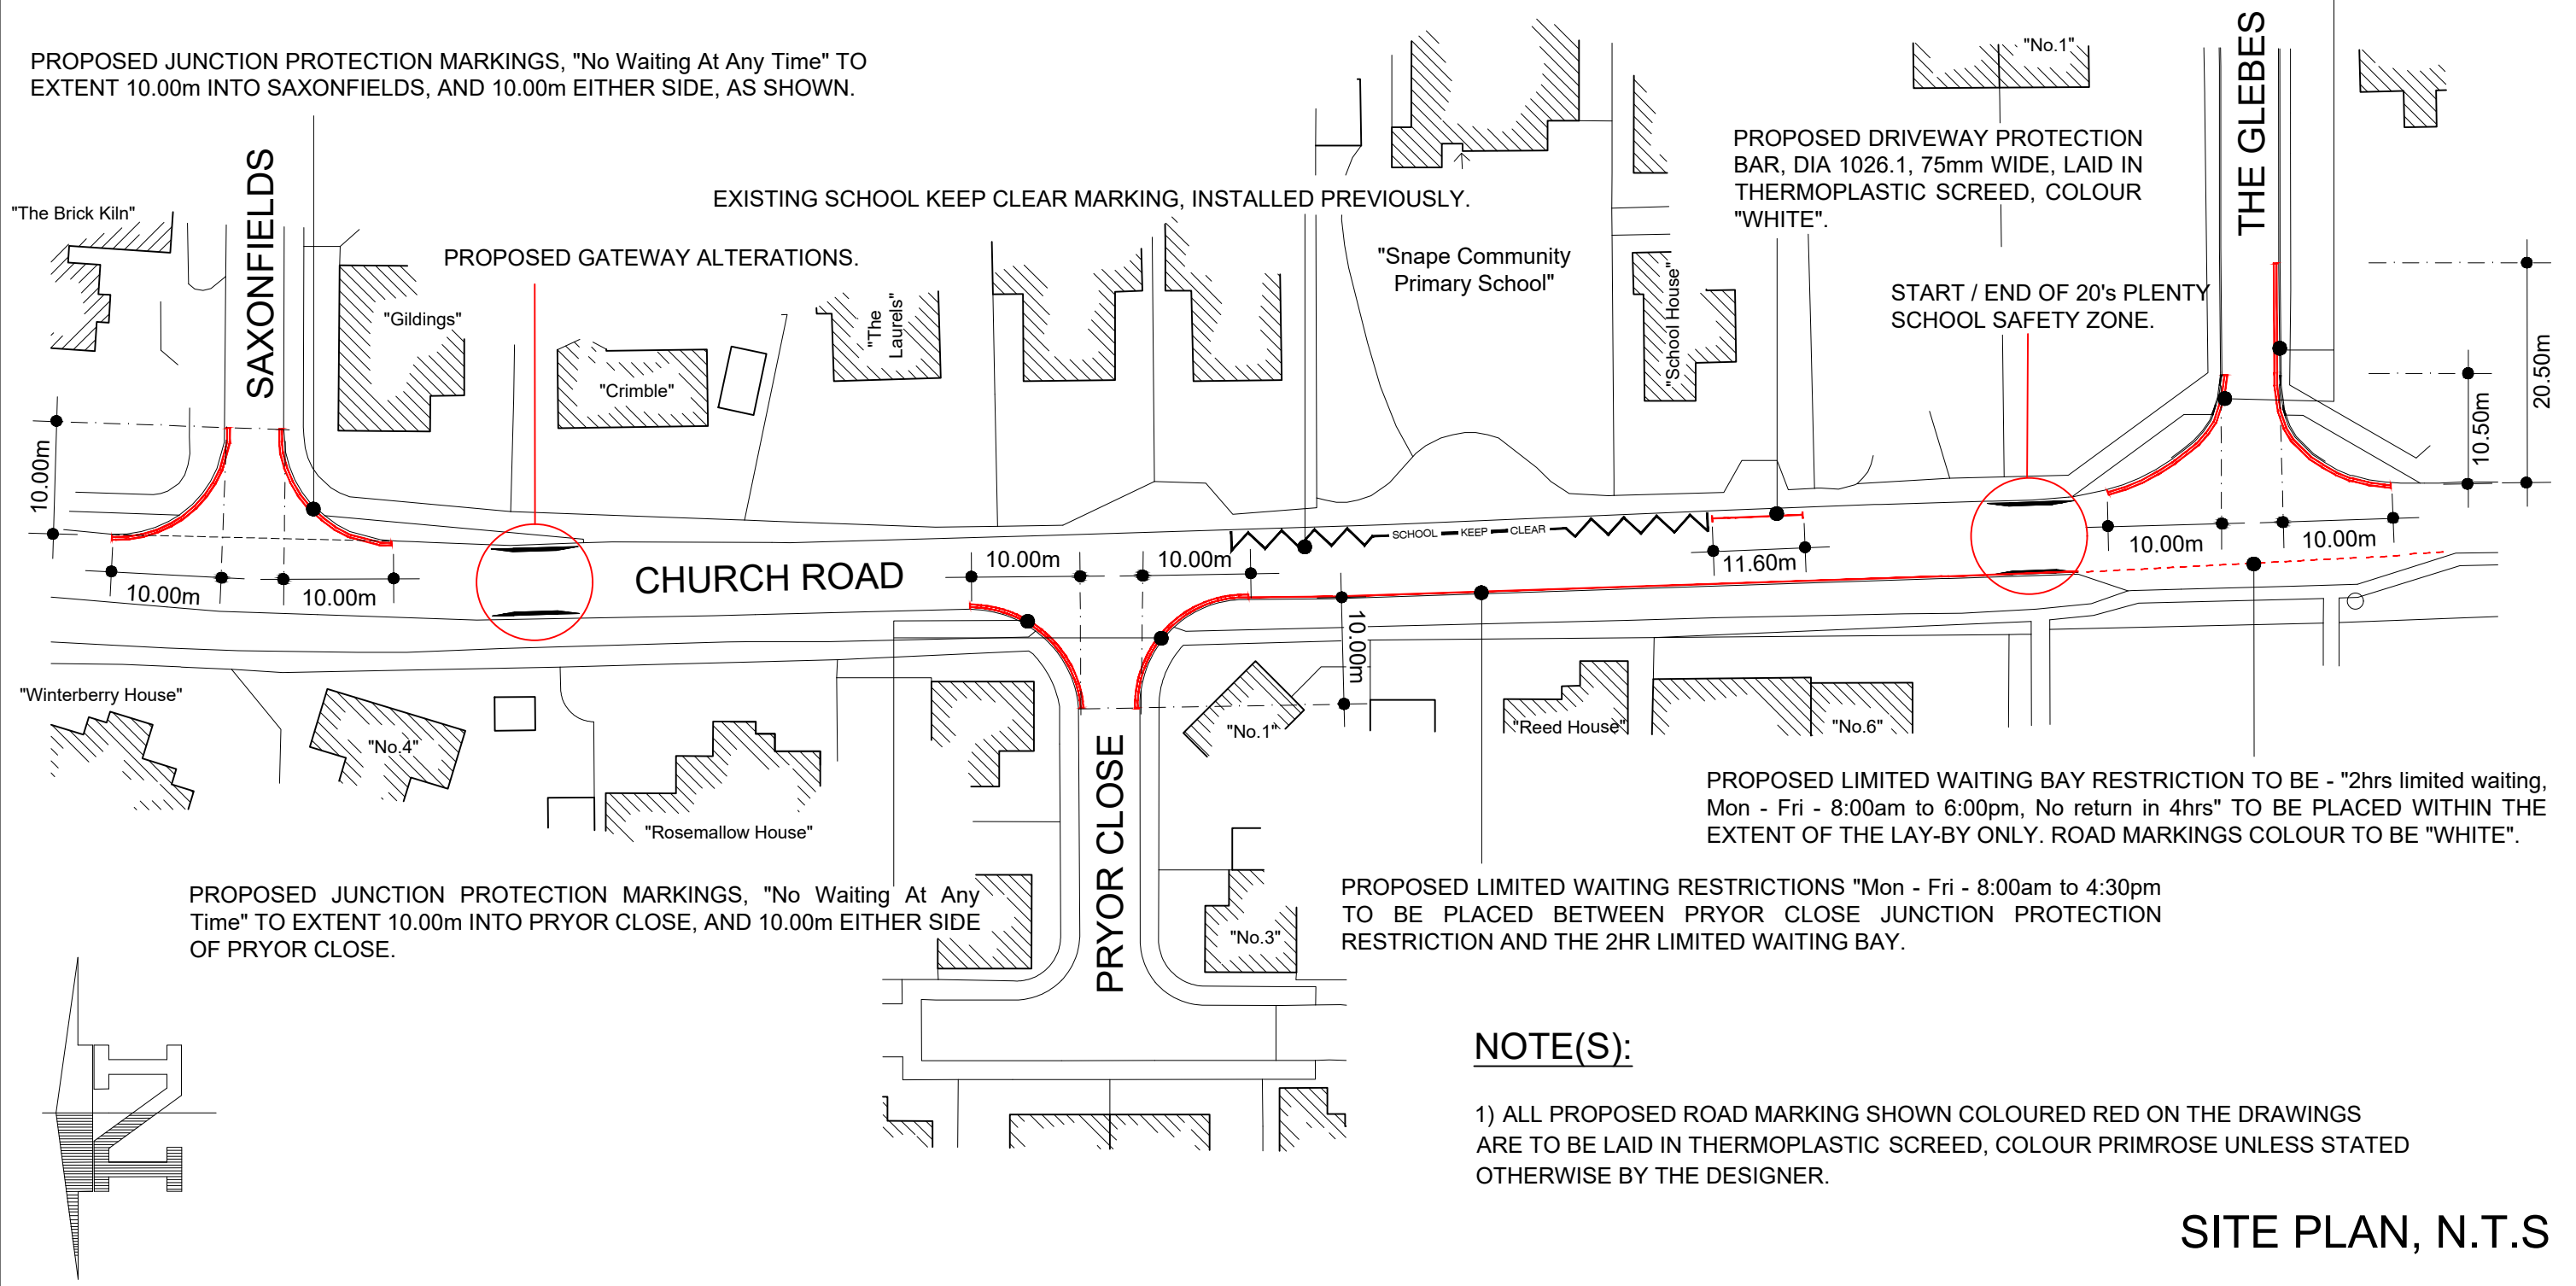 PROPOSED JUNCTION PROTECTION MARKINGS, "No Waiting At Any Time" TO
EXTENT 10.00m INTO SAXONFIELDS, AND 10.00m EITHER SIDE, AS SHOWN.
"The Brick Kiln"
SAXONFIELDS
PROPOSED GATEWAY ALTERATIONS.
EXISTING SCHOOL KEEP CLEAR MARKING, INSTALLED PREVIOUSLY.
"Gildings"
"Crimble"
"The
Laurels"
"Snape Community
Primary School"
"School House"
"No.1"
PROPOSED DRIVEWAY PROTECTION
BAR, DIA 1026.1, 75mm WIDE, LAID IN
THERMOPLASTIC SCREED, COLOUR
"WHITE".
START / END OF 20's PLENTY
SCHOOL SAFETY ZONE.
THE GLEBES
20.50m
10.50m
10.00m
10.00m
10.00m
CHURCH ROAD
10.00m
10.00m
SCHOOL KEEP CLEAR
11.60m
10.00m
10.00m
10.00m
"Winterberry House"
"No.4"
"Rosemallow House"
PRYOR CLOSE
"No.1"
"Reed House"
"No.6"
"No.3"
PROPOSED LIMITED WAITING BAY RESTRICTION TO BE - "2hrs limited waiting,
Mon - Fri - 8:00am to 6:00pm, No return in 4hrs" TO BE PLACED WITHIN THE
EXTENT OF THE LAY-BY ONLY. ROAD MARKINGS COLOUR TO BE "WHITE".
PROPOSED JUNCTION PROTECTION MARKINGS, "No Waiting At Any
Time" TO EXTENT 10.00m INTO PRYOR CLOSE, AND 10.00m EITHER SIDE
OF PRYOR CLOSE.
PROPOSED LIMITED WAITING RESTRICTIONS "Mon - Fri - 8:00am to 4:30pm
TO BE PLACED BETWEEN PRYOR CLOSE JUNCTION PROTECTION
RESTRICTION AND THE 2HR LIMITED WAITING BAY.
N
NOTE(S):
1) ALL PROPOSED ROAD MARKING SHOWN COLOURED RED ON THE DRAWINGS
ARE TO BE LAID IN THERMOPLASTIC SCREED, COLOUR PRIMROSE UNLESS STATED
OTHERWISE BY THE DESIGNER.
SITE PLAN, N.T.S